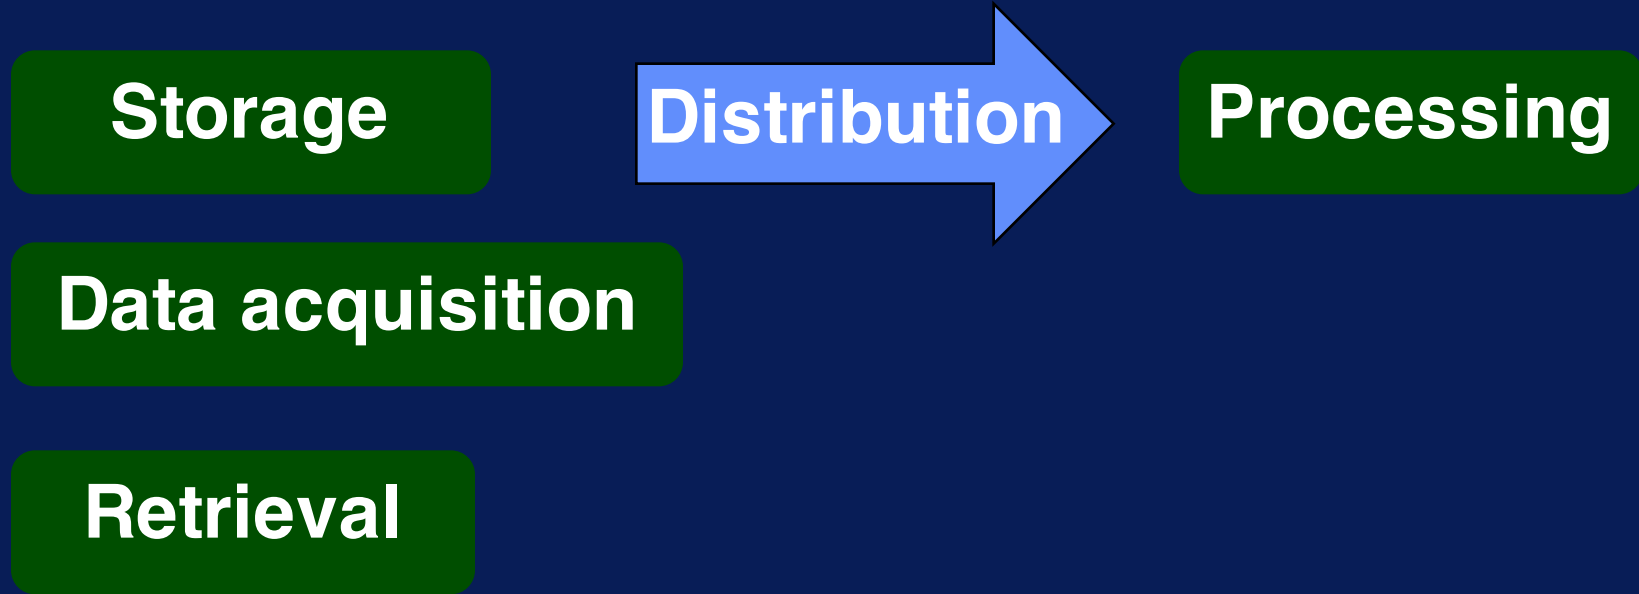 Storage
Distribution
Processing
Data acquisition
Retrieval